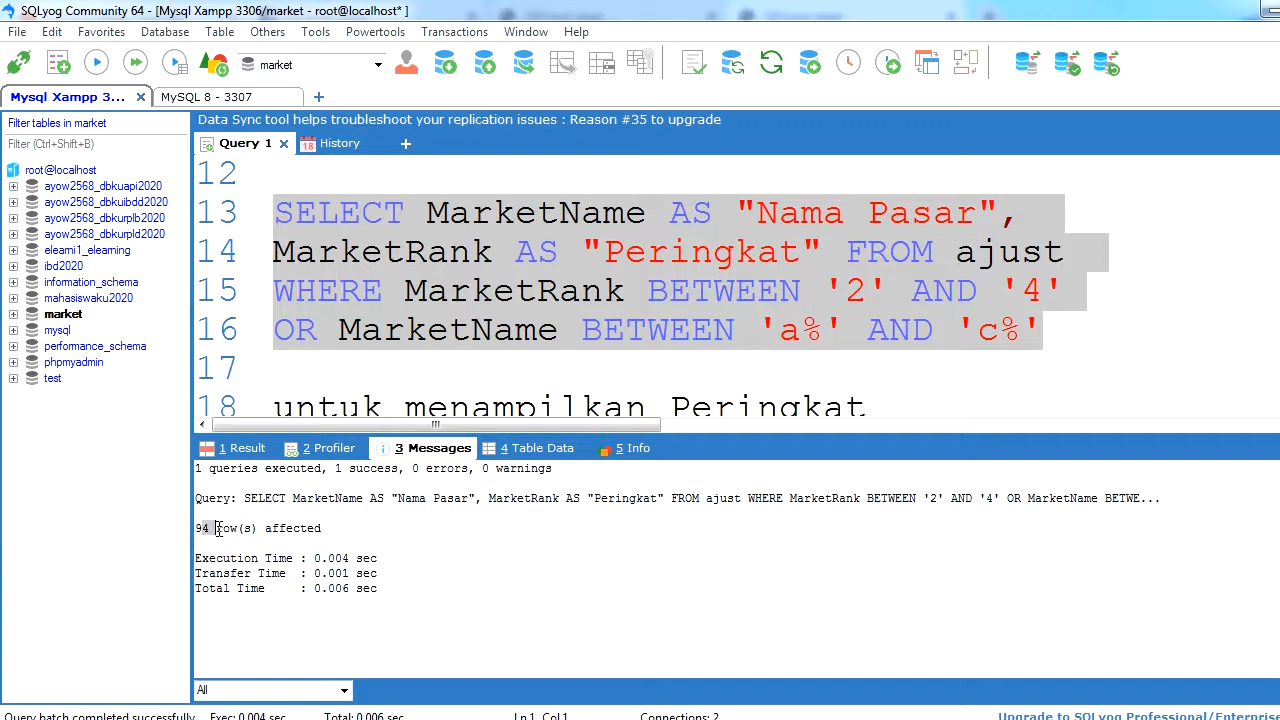 SQLyog Community 64 - [Mysql Xampp 3306/market - root@localhost* ]
File Edit Favorites Database Table Others Tools Powertools Transactions Window Help
market
Mysql Xampp 3...
MySQL 8 - 3307
Filter tables in market
Filter (Ctrl+Shift+B)
root@localhost
ayow2568_dbkuapi2020
ayow2568_dbkuibdd2020
ayow2568_dbkurplb2020
ayow2568_dbkurpld2020
elearni1_elearning
ibd2020
information_schema
mahasiswaku2020
market
mysql
performance_schema
phpmyadmin
test
Data Sync tool helps troubleshoot your replication issues : Reason #35 to upgrade
Query 1
18
History
12
13 SELECT MarketName AS "Nama Pasar",
14 MarketRank AS "Peringkat" FROM ajust
15 WHERE MarketRank BETWEEN '2' AND '4'
16 OR MarketName BETWEEN 'a%' AND 'c%'
17
18 untuk menampilkan Peringkat
1 Result 2 Profiler 3 Messages 4 Table Data 5 Info
1 queries executed, 1 success, 0 errors, 0 warnings
Query: SELECT MarketName AS "Nama Pasar", MarketRank AS "Peringkat" FROM ajust WHERE MarketRank BETWEEN '2' AND '4' OR MarketName BETWE...
94 row(s) affected
Execution Time : 0.004 sec
Transfer Time : 0.001 sec
Total Time : 0.006 sec
All
Query batch completed successfully Exec: 0.004 sec Total: 0.006 sec Ln 1, Col 1 Connections: 2 Upgrade to SQLyog Professional/Enterprise